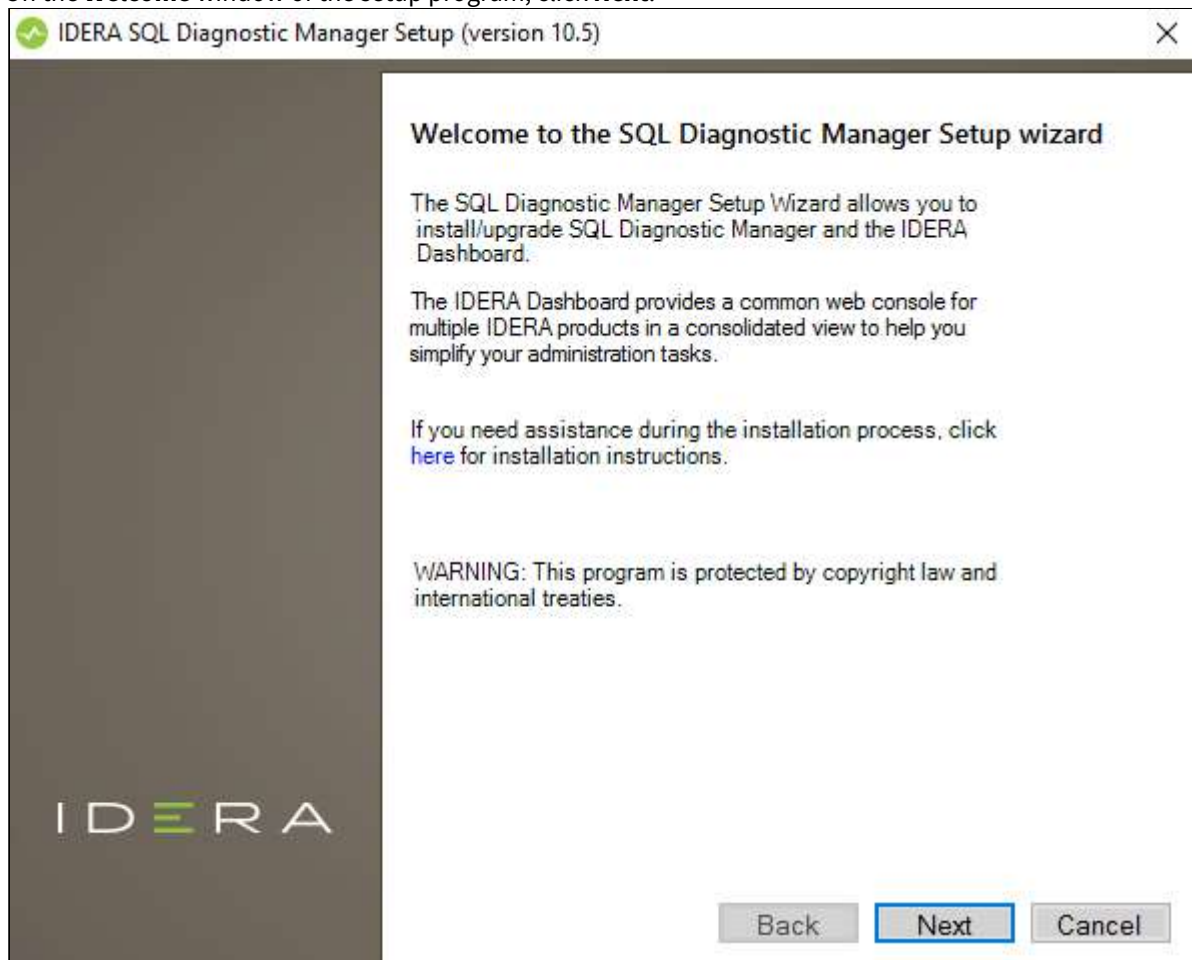 IDERA SQL Diagnostic Manager Setup (version 10.5)
Welcome to the SQL Diagnostic Manager Setup wizard
The SQL Diagnostic Manager Setup Wizard allows you to
install/upgrade SQL Diagnostic Manager and the IDERA
Dashboard.
The IDERA Dashboard provides a common web console for
multiple IDERA products in a consolidated view to help you
simplify your administration tasks.
If you need assistance during the installation process, click
here for installation instructions.
WARNING: This program is protected by copyright law and
international treaties.
IDERA
Back Next Cancel